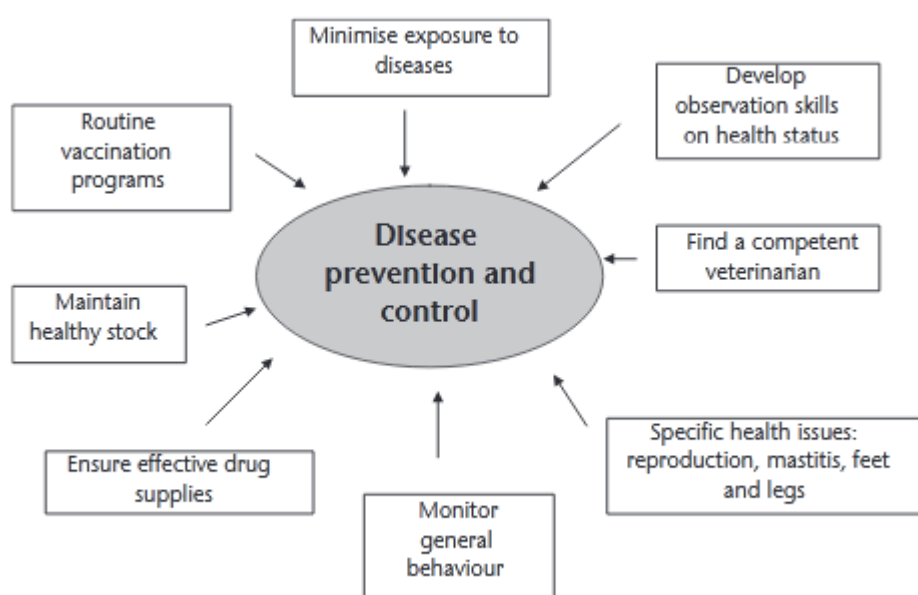 Minimise exposure to
diseases
Develop
observation skills
on health status
Routine
vaccination
programs
Disease
prevention and
control
Find a competent
veterinarian
Maintain
healthy stock
Specific health issues:
reproduction, mastitis, feet
and legs
Ensure effective drug
supplies
Monitor
general
behaviour